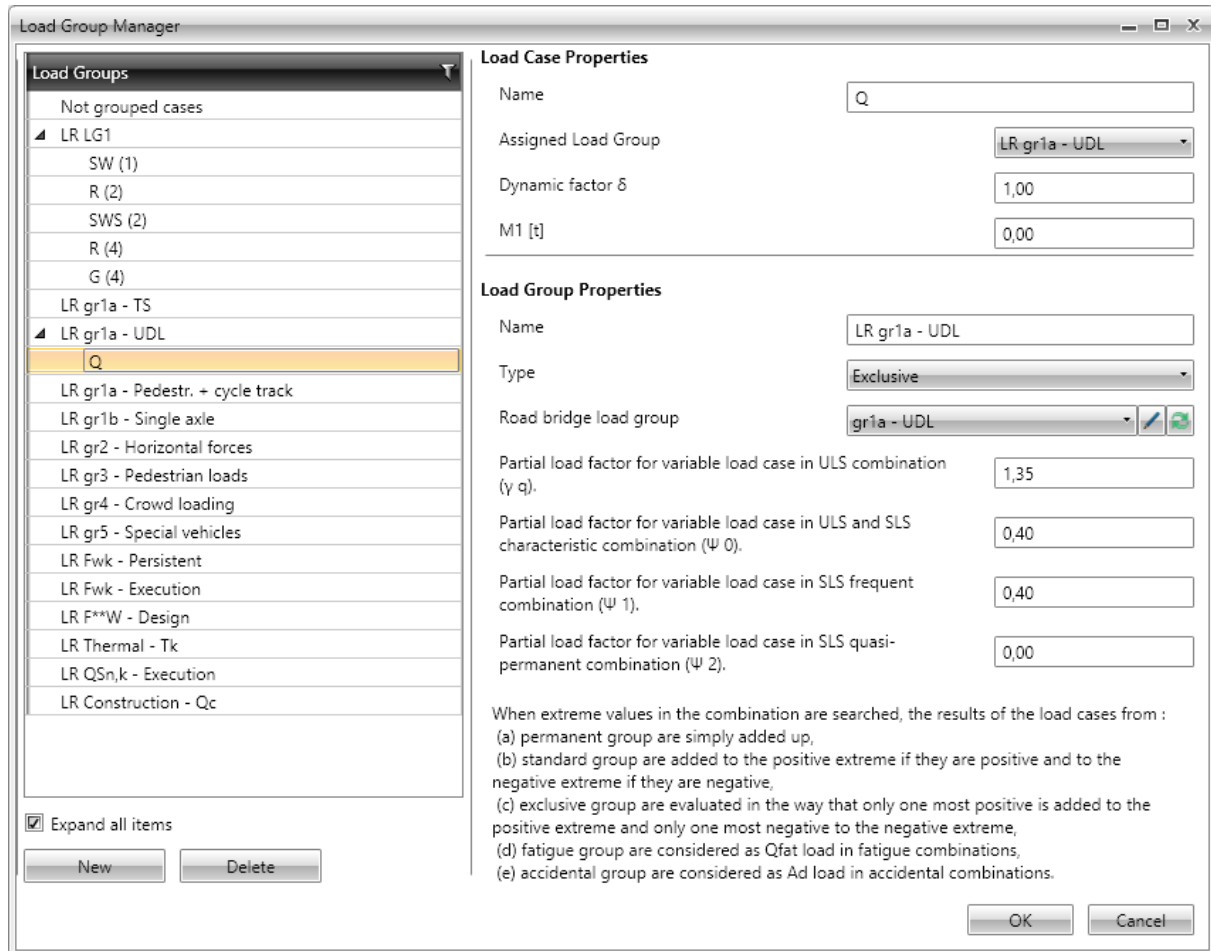 Load Group Manager
Load Groups
Not grouped cases
LR LG1
SW (1)
R (2)
SWS (2)
R (4)
G (4)
LR gr1a - TS
LR gr1a - UDL
Q
LR gr1a - Pedestr. + cycle track
LR gr1b - Single axle
LR gr2 - Horizontal forces
LR gr3 - Pedestrian loads
LR gr4 - Crowd loading
LR gr5 - Special vehicles
LR Fwk - Persistent
LR Fwk - Execution
LR F**W - Design
LR Thermal - Tk
LR QSn,k - Execution
LR Construction - Qc
Expand all items
New Delete
Load Case Properties
Name Q
Assigned Load Group LR gr1a - UDL
Dynamic factor δ 1,00
M1 [t] 0,00
Load Group Properties
Name LR gr1a - UDL
Type Exclusive
Road bridge load group gr1a - UDL
Partial load factor for variable load case in ULS combination
(γ q). 1,35
Partial load factor for variable load case in ULS and SLS
characteristic combination (Ψ 0). 0,40
Partial load factor for variable load case in SLS frequent
combination (Ψ 1). 0,40
Partial load factor for variable load case in SLS quasi-
permanent combination (Ψ 2). 0,00
When extreme values in the combination are searched, the results of the load cases from :
(a) permanent group are simply added up,
(b) standard group are added to the positive extreme if they are positive and to the
negative extreme if they are negative,
(c) exclusive group are evaluated in the way that only one most positive is added to the
positive extreme and only one most negative to the negative extreme,
(d) fatigue group are considered as Qfat load in fatigue combinations,
(e) accidental group are considered as Ad load in accidental combinations.
OK Cancel